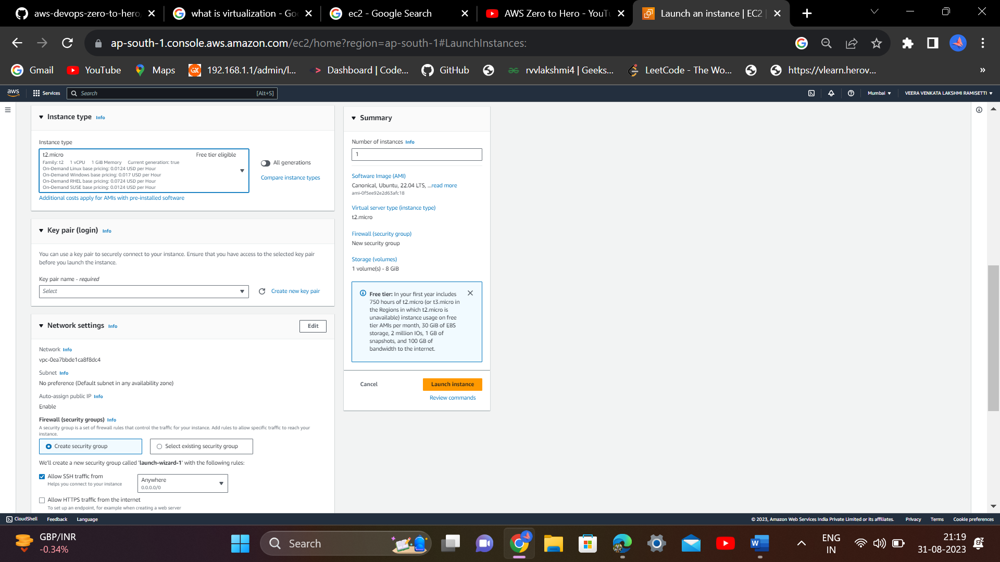 aws-devops-zero-to-hero,
what is virtualization - Go
ec2 - Google Search
AWS Zero to Hero - YouTu
Launch an instance | EC2 |
ap-south-1.console.aws.amazon.com/ec2/home?region=ap-south-1#LaunchInstances:
Gmail
YouTube
Maps
192.168.1.1/admin/l...
Dashboard | Code...
GitHub
rvvlakshmi4 | Geeks...
LeetCode - The Wo...
https://vlearn.herov...
»
aws
Services
Search
[Alt+S]
Mumbai
VEERA VENKATA LAKSHMI RAMISETTI
Instance type Info
Instance type
t2.micro Free tier eligible
Family: t2 1 vCPU 1 GiB Memory Current generation: true
On-Demand Linux base pricing: 0.0124 USD per Hour
On-Demand Windows base pricing: 0.017 USD per Hour
On-Demand RHEL base pricing: 0.0724 USD per Hour
On-Demand SUSE base pricing: 0.0124 USD per Hour
All generations
Compare instance types
Additional costs apply for AMIs with pre-installed software
Key pair (login) Info
You can use a key pair to securely connect to your instance. Ensure that you have access to the selected key pair
before you launch the instance.
Key pair name - required
Select
Create new key pair
Network settings Info
Edit
Network Info
vpc-0ea7bbde1ca8f8dc4
Subnet Info
No preference (Default subnet in any availability zone)
Auto-assign public IP Info
Enable
Firewall (security groups) Info
A security group is a set of firewall rules that control the traffic for your instance. Add rules to allow specific traffic to reach your
instance.
Create security group
Select existing security group
We'll create a new security group called 'launch-wizard-1' with the following rules:
Allow SSH traffic from
Helps you connect to your instance
Anywhere
0.0.0.0/0
Allow HTTPS traffic from the internet
To set up an endpoint, for example when creating a web server
Summary
Number of instances Info
1
Software Image (AMI)
Canonical, Ubuntu, 22.04 LTS, ...read more
ami-0f5ee92e2d63afc18
Virtual server type (instance type)
t2.micro
Firewall (security group)
New security group
Storage (volumes)
1 volume(s) - 8 GiB
Free tier: In your first year includes
750 hours of t2.micro (or t3.micro in
the Regions in which t2.micro is
unavailable) instance usage on free
tier AMIs per month, 30 GiB of EBS
storage, 2 million IOs, 1 GB of
snapshots, and 100 GB of
bandwidth to the internet.
Cancel
Launch instance
Review commands
CloudShell
Feedback
Language
© 2023, Amazon Web Services India Private Limited or its affiliates.
Privacy
Terms
Cookie preferences
GBP/INR
-0.34%
Search
ENG
IN
21:19
31-08-2023